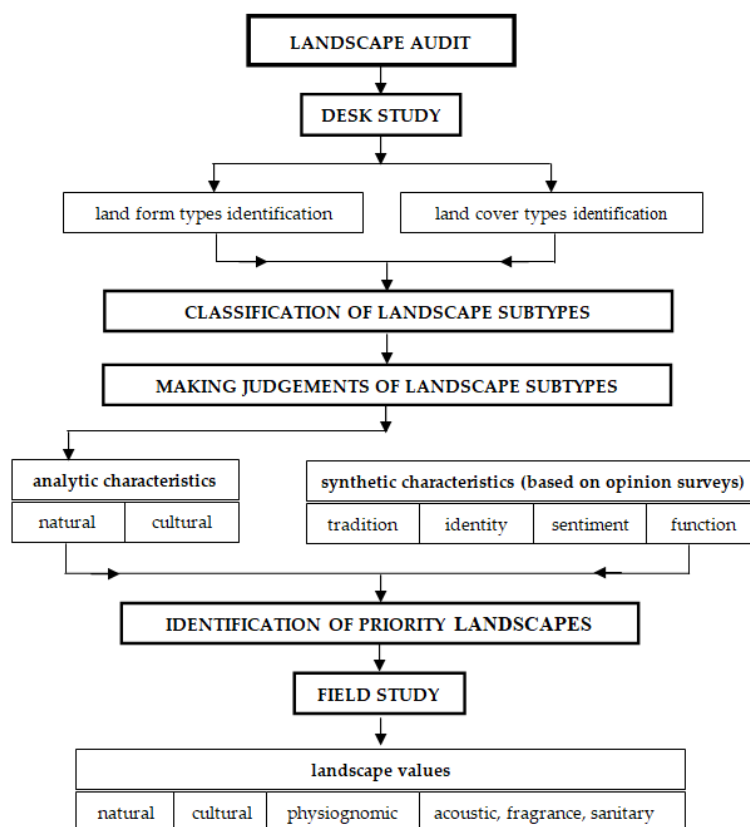 LANDSCAPE AUDIT
DESK STUDY
land form types identification
land cover types identification
CLASSIFICATION OF LANDSCAPE SUBTYPES
MAKING JUDGEMENTS OF LANDSCAPE SUBTYPES
analytic characteristics
natural
cultural
synthetic characteristics (based on opinion surveys)
tradition
identity
sentiment
function
IDENTIFICATION OF PRIORITY LANDSCAPES
FIELD STUDY
landscape values
natural
cultural
physiognomic
acoustic, fragrance, sanitary